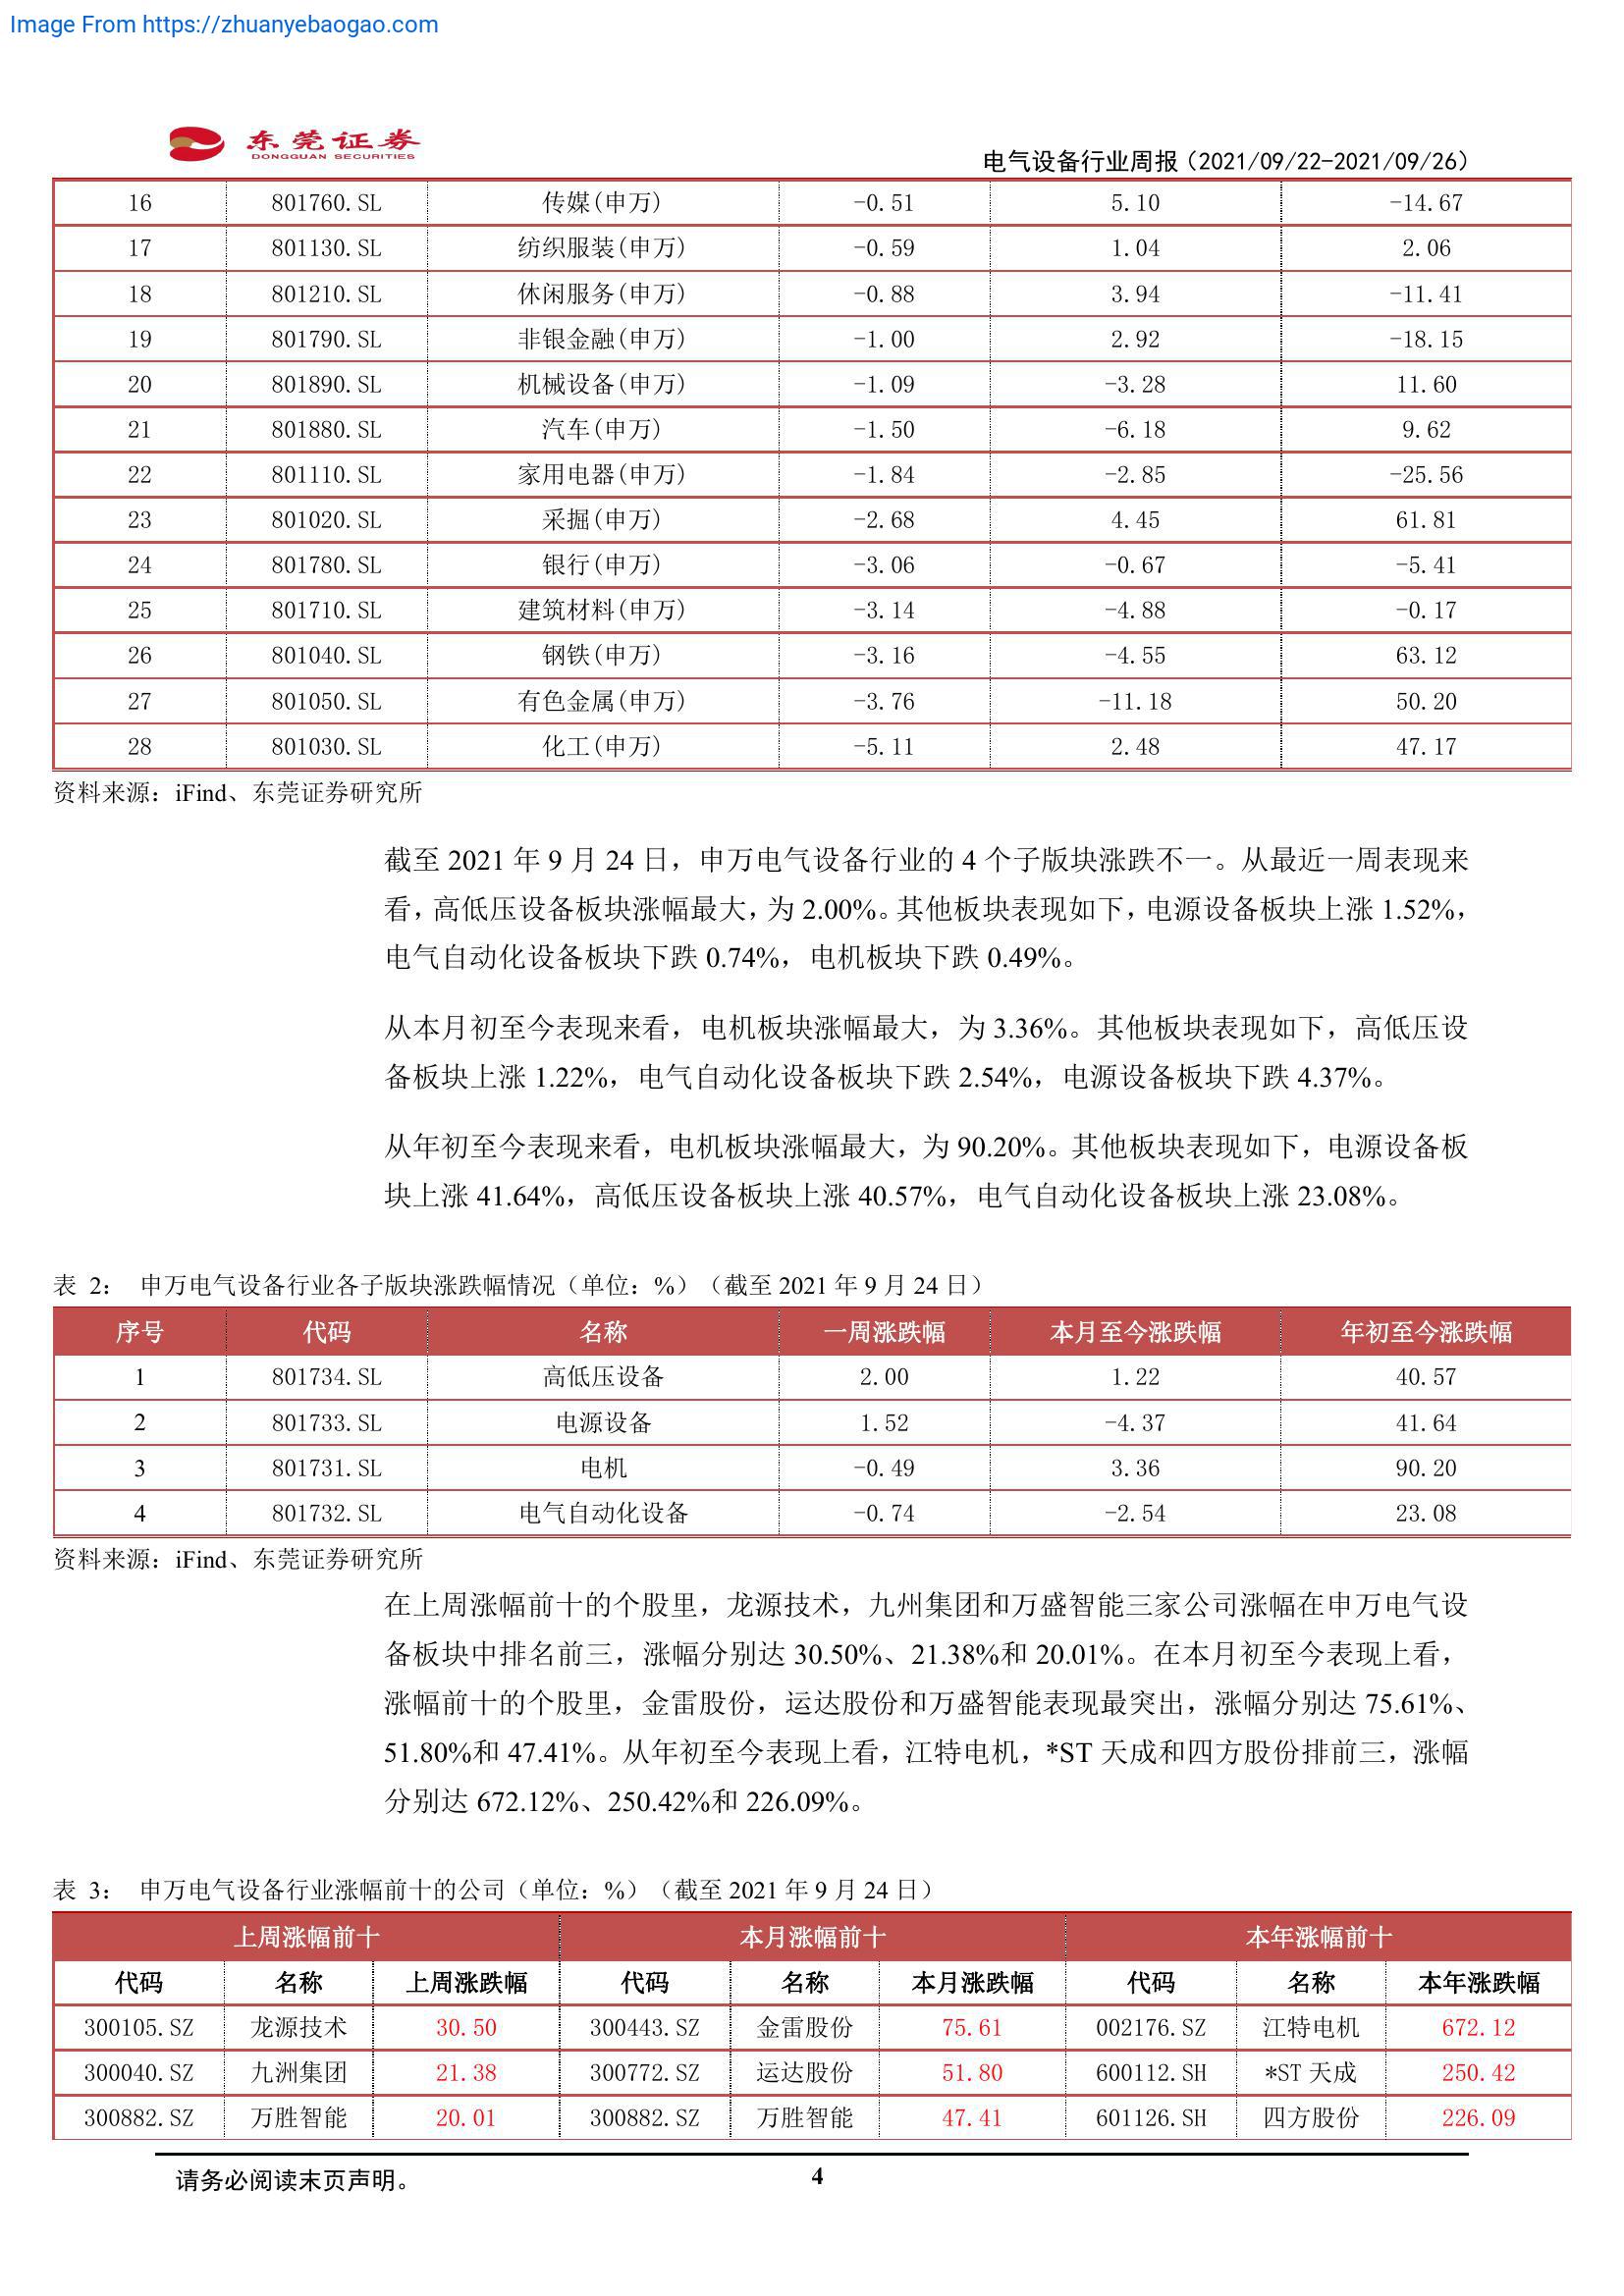 Image From https://zhuanyebaogao.com
东莞证券
DONGGUAN SECURITIES
电气设备行业周报（2021/09/22-2021/09/26）
16 801760.SL 传媒(申万) -0.51 5.10 -14.67
17 801130.SL 纺织服装(申万) -0.59 1.04 2.06
18 801210.SL 休闲服务(申万) -0.88 3.94 -11.41
19 801790.SL 非银金融(申万) -1.00 2.92 -18.15
20 801890.SL 机械设备(申万) -1.09 -3.28 11.60
21 801880.SL 汽车(申万) -1.50 -6.18 9.62
22 801110.SL 家用电器(申万) -1.84 -2.85 -25.56
23 801020.SL 采掘(申万) -2.68 4.45 61.81
24 801780.SL 银行(申万) -3.06 -0.67 -5.41
25 801710.SL 建筑材料(申万) -3.14 -4.88 -0.17
26 801040.SL 钢铁(申万) -3.16 -4.55 63.12
27 801050.SL 有色金属(申万) -3.76 -11.18 50.20
28 801030.SL 化工(申万) -5.11 2.48 47.17
资料来源：iFind、东莞证券研究所
截至 2021 年 9 月 24 日，申万电气设备行业的 4 个子版块涨跌不一。从最近一周表现来
看，高低压设备板块涨幅最大，为 2.00%。其他板块表现如下，电源设备板块上涨 1.52%，
电气自动化设备板块下跌 0.74%，电机板块下跌 0.49%。
从本月初至今表现来看，电机板块涨幅最大，为 3.36%。其他板块表现如下，高低压设
备板块上涨 1.22%，电气自动化设备板块下跌 2.54%，电源设备板块下跌 4.37%。
从年初至今表现来看，电机板块涨幅最大，为 90.20%。其他板块表现如下，电源设备板
块上涨 41.64%，高低压设备板块上涨 40.57%，电气自动化设备板块上涨 23.08%。
表 2： 申万电气设备行业各子版块涨跌幅情况（单位：%）（截至 2021 年 9 月 24 日）
序号 代码 名称 一周涨跌幅 本月至今涨跌幅 年初至今涨跌幅
1 801734.SL 高低压设备 2.00 1.22 40.57
2 801733.SL 电源设备 1.52 -4.37 41.64
3 801731.SL 电机 -0.49 3.36 90.20
4 801732.SL 电气自动化设备 -0.74 -2.54 23.08
资料来源：iFind、东莞证券研究所
在上周涨幅前十的个股里，龙源技术，九州集团和万盛智能三家公司涨幅在申万电气设
备板块中排名前三，涨幅分别达 30.50%、21.38%和 20.01%。在本月初至今表现上看，
涨幅前十的个股里，金雷股份，运达股份和万盛智能表现最突出，涨幅分别达 75.61%、
51.80%和 47.41%。从年初至今表现上看，江特电机，*ST 天成和四方股份排前三，涨幅
分别达 672.12%、250.42%和 226.09%。
表 3： 申万电气设备行业涨幅前十的公司（单位：%）（截至 2021 年 9 月 24 日）
上周涨幅前十 本月涨幅前十 本年涨幅前十
代码 名称 上周涨跌幅 代码 名称 本月涨跌幅 代码 名称 本年涨跌幅
300105.SZ 龙源技术 30.50 300443.SZ 金雷股份 75.61 002176.SZ 江特电机 672.12
300040.SZ 九洲集团 21.38 300772.SZ 运达股份 51.80 600112.SH *ST 天成 250.42
300882.SZ 万胜智能 20.01 300882.SZ 万胜智能 47.41 601126.SH 四方股份 226.09
请务必阅读末页声明。
4